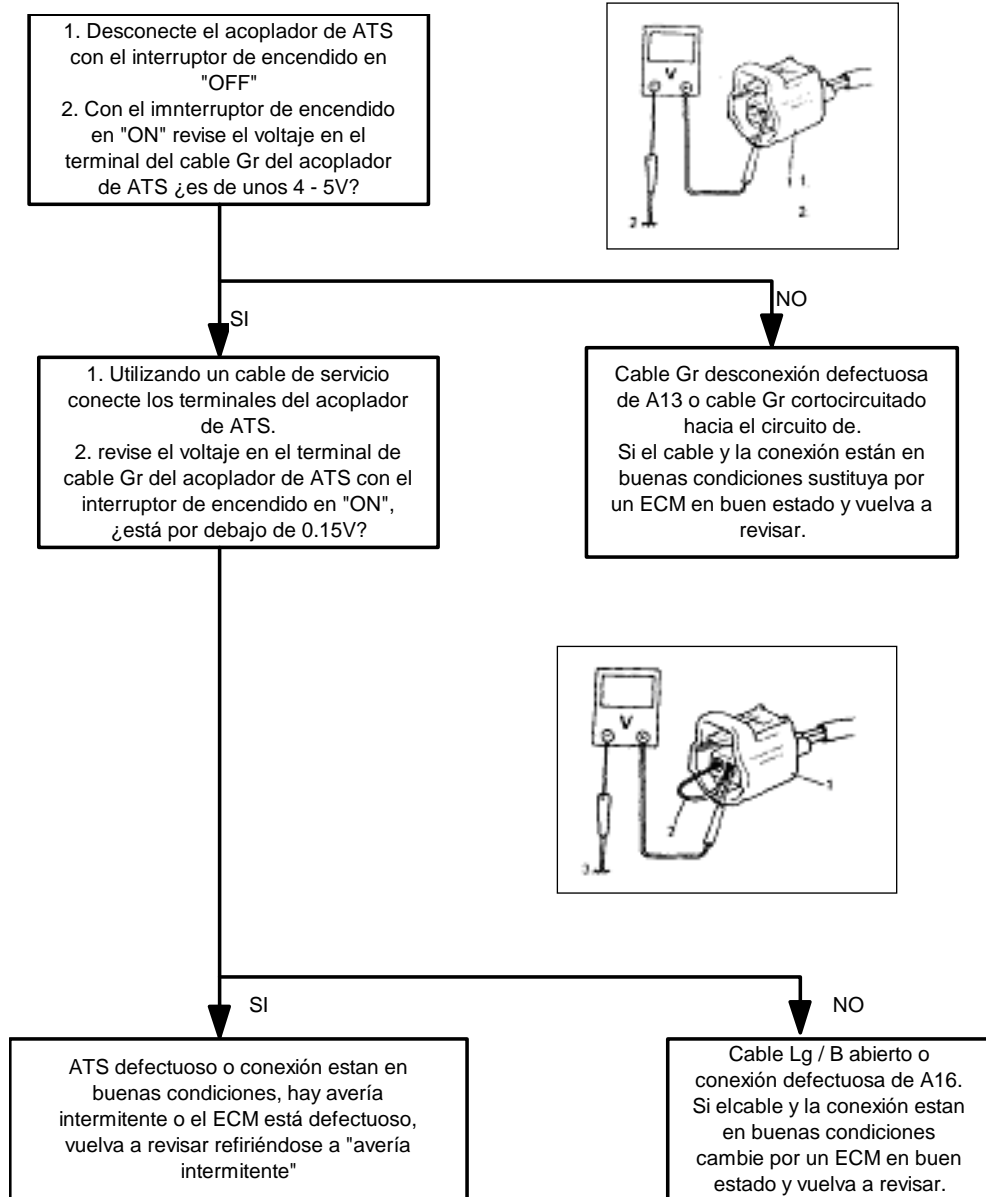 1. Desconecte el acoplador de ATS
con el interruptor de encendido en
"OFF"
2. Con el imnterruptor de encendido
en "ON" revise el voltaje en el
terminal del cable Gr del acoplador
de ATS ¿es de unos 4 - 5V?
V
1
2
SI
NO
1. Utilizando un cable de servicio
conecte los terminales del acoplador
de ATS.
2. revise el voltaje en el terminal de
cable Gr del acoplador de ATS con el
interruptor de encendido en "ON",
¿está por debajo de 0.15V?
Cable Gr desconexión defectuosa
de A13 o cable Gr cortocircuitado
hacia el circuito de.
Si el cable y la conexión están en
buenas condiciones sustituya por
un ECM en buen estado y vuelva a
revisar.
V
SI
NO
ATS defectuoso o conexión estan en
buenas condiciones, hay avería
intermitente o el ECM está defectuoso,
vuelva a revisar refiriéndose a "avería
intermitente"
Cable Lg / B abierto o
conexión defectuosa de A16.
Si elcable y la conexión estan
en buenas condiciones
cambie por un ECM en buen
estado y vuelva a revisar.